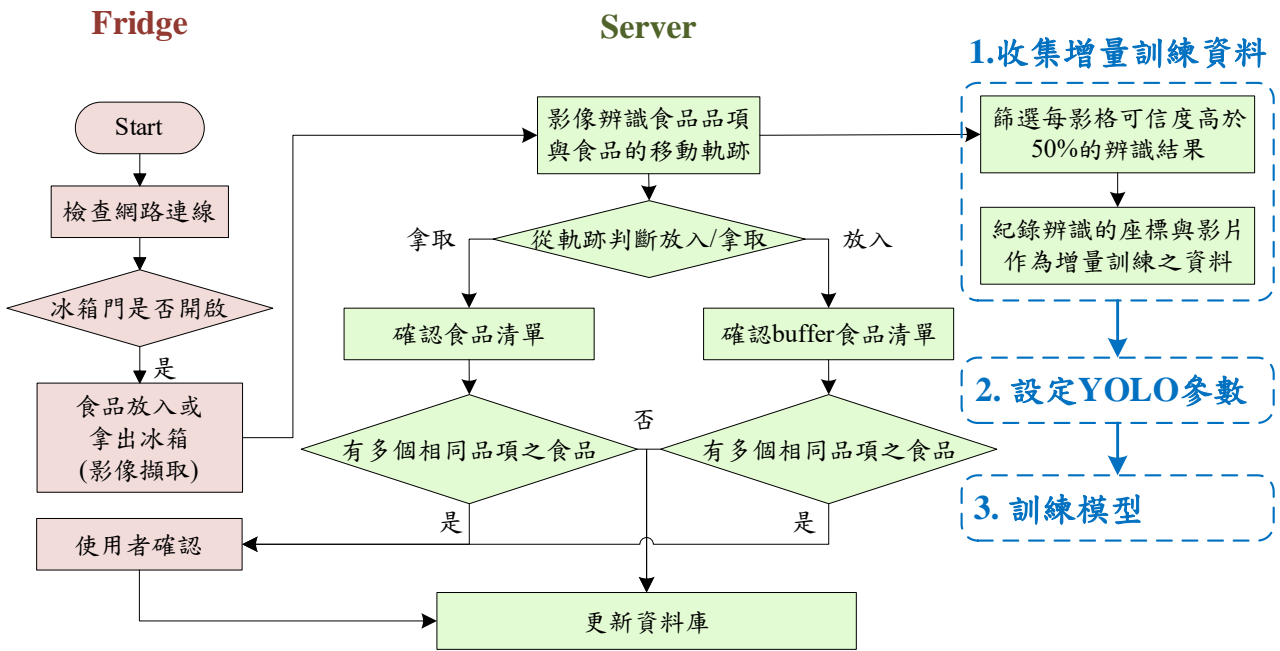 Fridge
Server
1.收集增量訓練資料
Start
檢查網路連線
冰箱門是否開啟
是
食品放入或
拿出冰箱
(影像擷取)
使用者確認
影像辨識食品品項
與食品的移動軌跡
從軌跡判斷放入/拿取
拿取
放入
確認食品清單
確認buffer食品清單
有多個相同品項之食品
否
有多個相同品項之食品
是
是
更新資料庫
篩選每影格可信度高於
50%的辨識結果
紀錄辨識的座標與影片
作為增量訓練之資料
2. 設定YOLO參數
3. 訓練模型